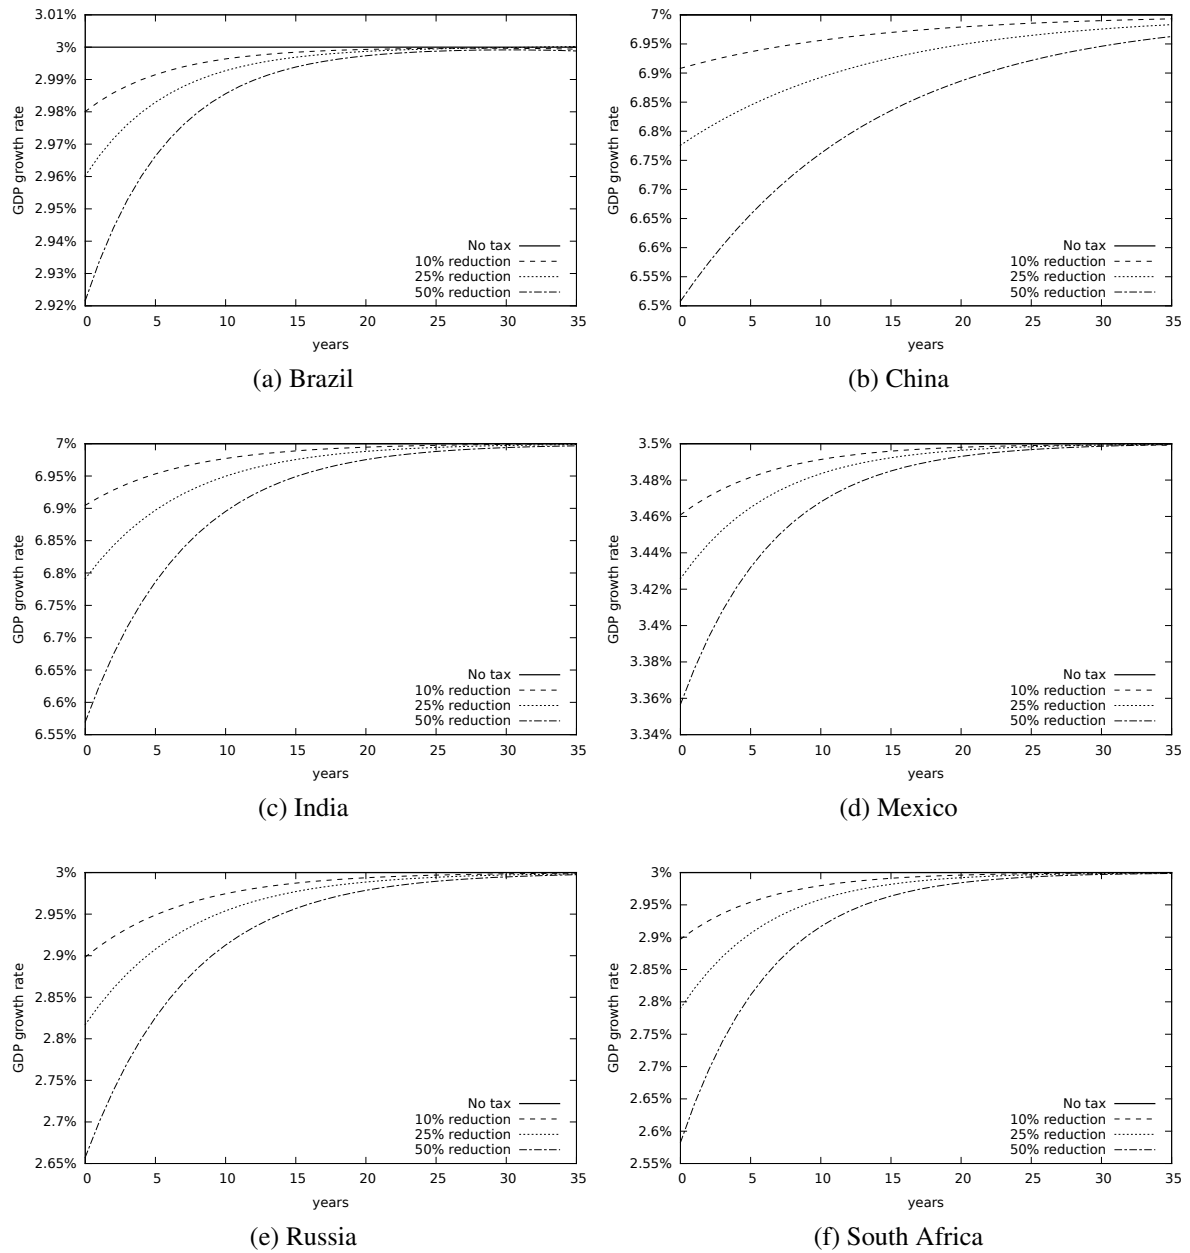 3.01%
3%
2.99%
2.98%
2.97%
2.96%
2.95%
2.94%
2.93%
2.92%
GDP growth rate
No tax
10% reduction
25% reduction
50% reduction
0 5 10 15 20 25 30 35
years
(a) Brazil
7%
6.95%
6.9%
6.85%
6.8%
6.75%
6.7%
6.65%
6.6%
6.55%
6.5%
GDP growth rate
No tax
10% reduction
25% reduction
50% reduction
0 5 10 15 20 25 30 35
years
(b) China
7%
6.95%
6.9%
6.85%
6.8%
6.75%
6.7%
6.65%
6.6%
6.55%
GDP growth rate
No tax
10% reduction
25% reduction
50% reduction
0 5 10 15 20 25 30 35
years
(c) India
3.5%
3.48%
3.46%
3.44%
3.42%
3.4%
3.38%
3.36%
3.34%
GDP growth rate
No tax
10% reduction
25% reduction
50% reduction
0 5 10 15 20 25 30 35
years
(d) Mexico
3%
2.95%
2.9%
2.85%
2.8%
2.75%
2.7%
2.65%
GDP growth rate
No tax
10% reduction
25% reduction
50% reduction
0 5 10 15 20 25 30 35
years
(e) Russia
3%
2.95%
2.9%
2.85%
2.8%
2.75%
2.7%
2.65%
2.6%
2.55%
GDP growth rate
No tax
10% reduction
25% reduction
50% reduction
0 5 10 15 20 25 30 35
years
(f) South Africa